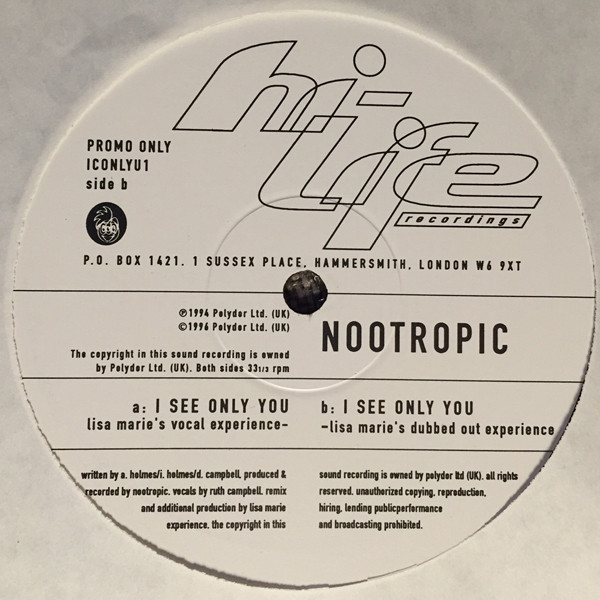 hi-life
recordings
PROMO ONLY
ICONLYU1
side b
P.O. BOX 1421. 1 SUSSEX PLACE, HAMMERSMITH, LONDON W6 9XT
℗1994 Polydor Ltd. (UK)
©1996 Polydor Ltd. (UK)
The copyright in this sound recording is owned
by Polydor Ltd. (UK). Both sides 33 1/3 rpm
NOOTROPIC
a: I SEE ONLY YOU
lisa marie's vocal experience-
b: I SEE ONLY YOU
-lisa marie's dubbed out experience
written by a. holmes/i. holmes/d. campbell, produced &
recorded by nootropic. vocals by ruth campbell. remix
and additional production by lisa marie
experience. the copyright in this
sound recording is owned by polydor ltd (UK). all rights
reserved. unauthorized copying, reproduction,
hiring, lending publicperformance
and broadcasting prohibited.